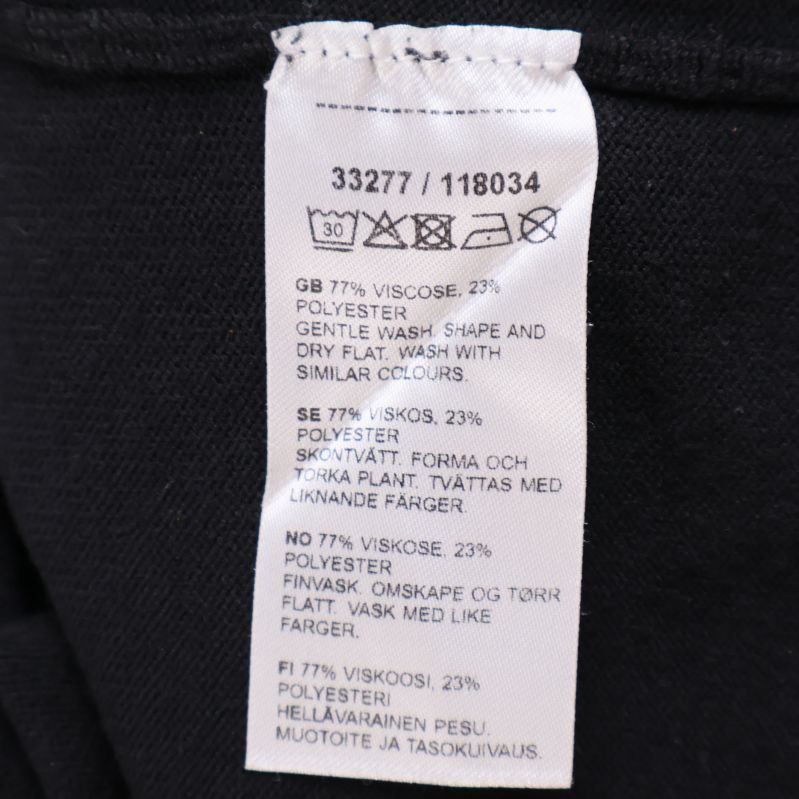 33277 / 118034
30
GB 77% VISCOSE, 23%
POLYESTER
GENTLE WASH. SHAPE AND
DRY FLAT. WASH WITH
SIMILAR COLOURS.
SE 77% VISKOS, 23%
POLYESTER
SKONTVÄTT. FORMA OCH
TORKA PLANT. TVÄTTAS MED
LIKNANDE FÄRGER.
NO 77% VISKOSE, 23%
POLYESTER
FINVASK. OMSKAPE OG TØRR
FLATT. VASK MED LIKE
FARGER.
FI 77% VISKOOSI, 23%
POLYESTERI
HELLÄVARAINEN PESU.
MUOTOITE JA TASOKUIVAUS.